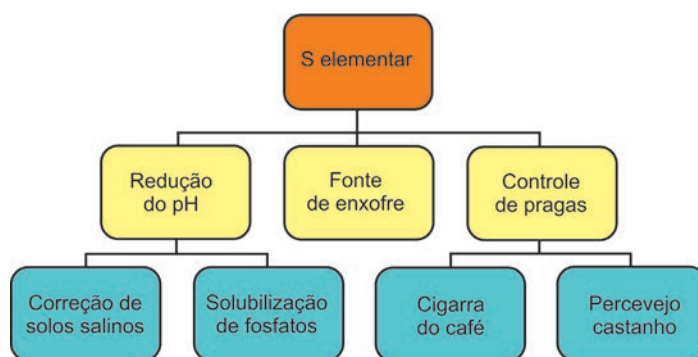 S elementar
Redução
do pH
Fonte
de enxofre
Controle
de pragas
Correção de
solos salinos
Solubilização
de fosfatos
Cigarra
do café
Percevejo
castanho